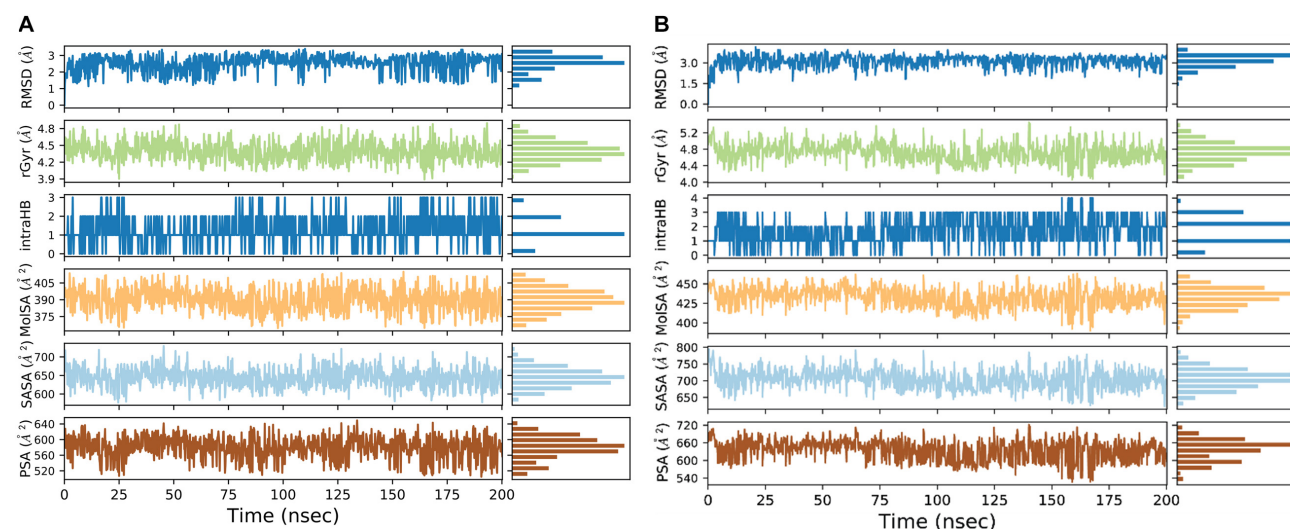 A
RMSD (Å)
3
2
1
0
rGyr (Å)
4.8
4.5
4.2
3.9
intraHB
3
2
1
0
MolSA (Å²)
405
390
375
SASA (Å²)
700
650
600
PSA (Å²)
640
600
560
520
0 25 50 75 100 125 150 175 200
Time (nsec)
B
RMSD (Å)
3.0
1.5
0.0
rGyr (Å)
5.2
4.8
4.4
4.0
intraHB
4
3
2
1
0
MolSA (Å²)
450
425
400
SASA (Å²)
800
750
700
650
PSA (Å²)
720
660
600
540
0 25 50 75 100 125 150 175 200
Time (nsec)